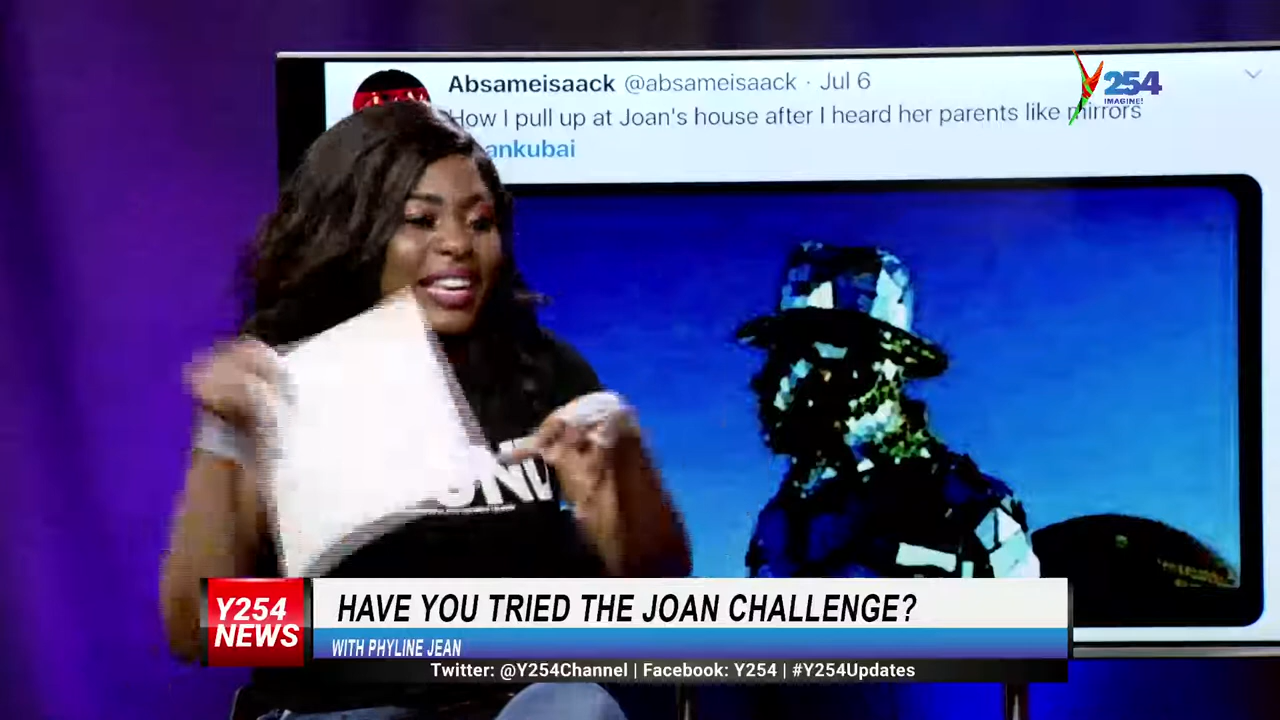 Absameisaack @absameisaack · Jul 6
How I pull up at Joan's house after I heard her parents like mirrors
ankubai
Y254
IMAGINE!
Y254
NEWS
HAVE YOU TRIED THE JOAN CHALLENGE?
WITH PHYLINE JEAN
Twitter: @Y254Channel | Facebook: Y254 | #Y254Updates